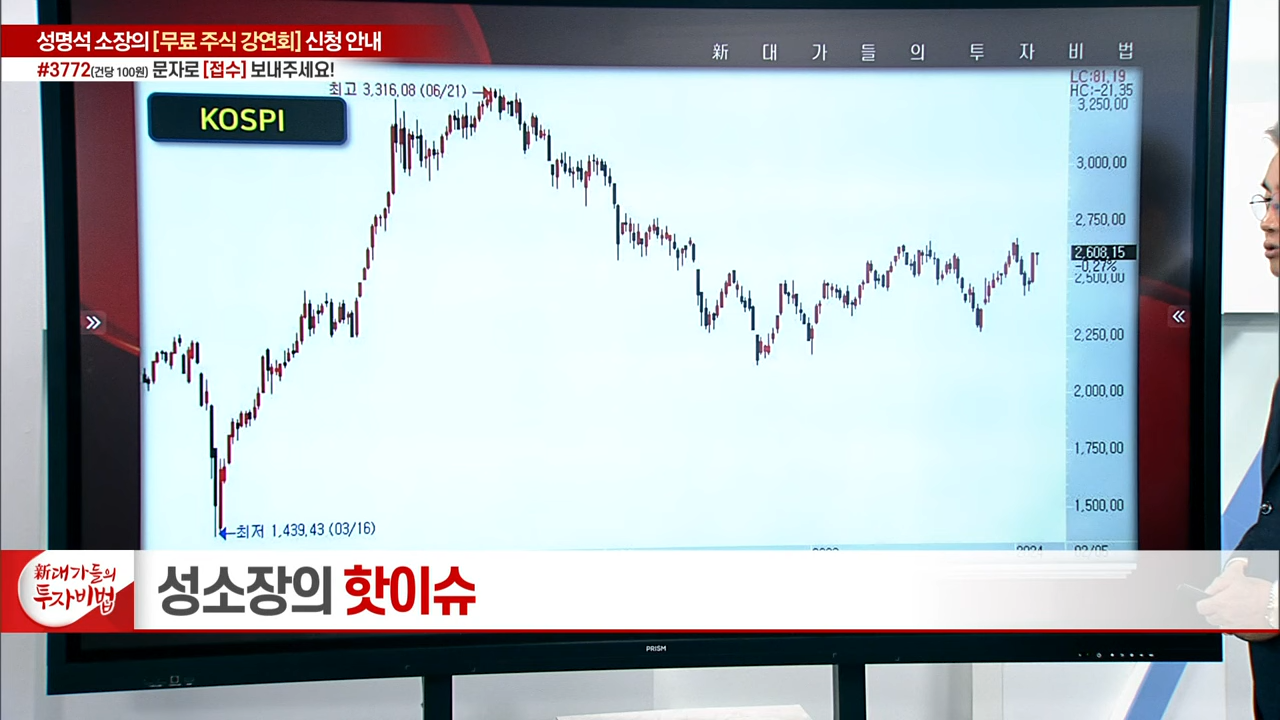 성명석 소장의 [무료 주식 강연회] 신청 안내
#3772(건당 100원) 문자로 [접수] 보내주세요!
新 대 가 들 의 투 자 비 법
KOSPI
최고 3,316,08 (06/21)
LC:81,19
HC:-21,35
3,250,00
3,000,00
2,750,00
2,608,15
-0,27%
2,500,00
2,250,00
2,000,00
1,750,00
1,500,00
최저 1,439,43 (03/16)
新대가들의
투자비법
성소장의 핫이슈
PRISM